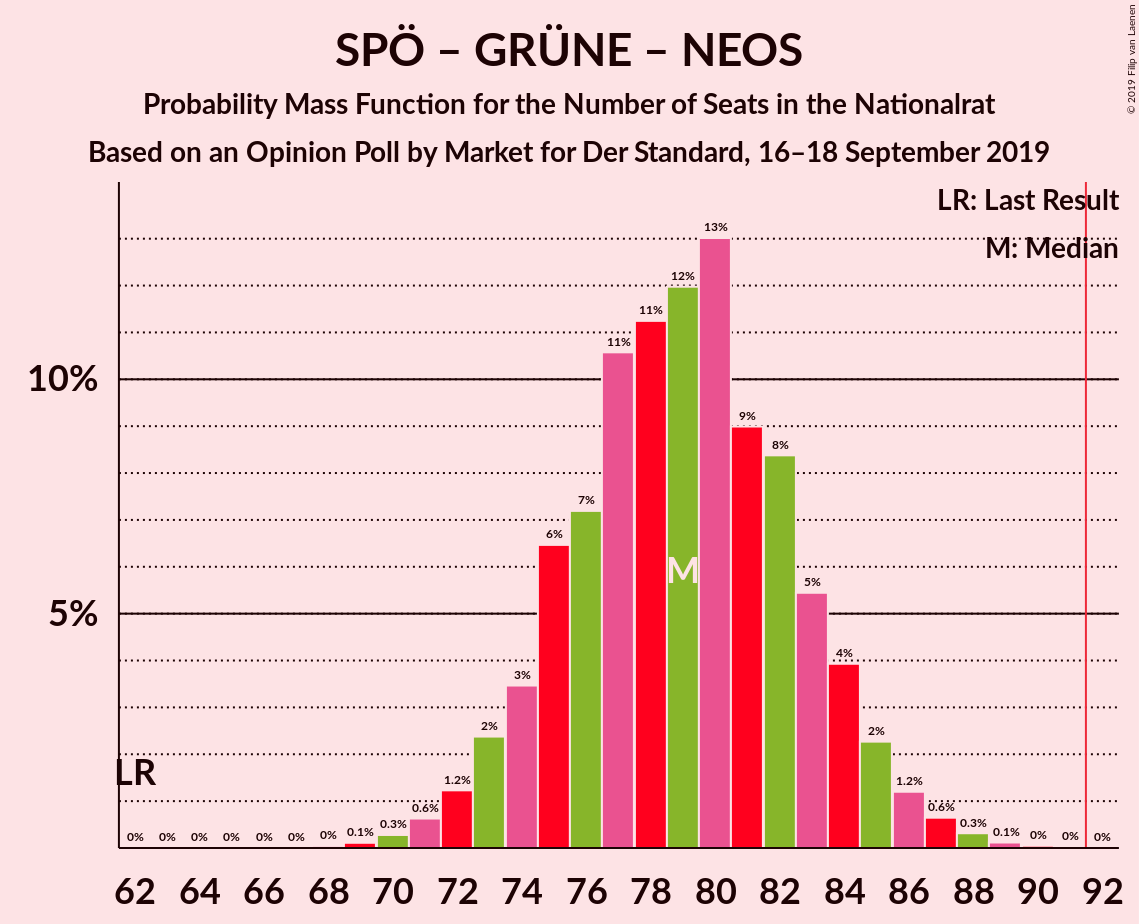 SPÖ – GRÜNE – NEOS
Probability Mass Function for the Number of Seats in the Nationalrat
Based on an Opinion Poll by Market for Der Standard, 16–18 September 2019
© 2019 Filip van Laenen
LR: Last Result
M: Median
13%
12%
11%
11%
10%
9%
8%
7%
6%
M
5%
5%
4%
3%
2%
2%
LR
1.2%
1.2%
0.6%
0.6%
0.3%
0.3%
0% 0% 0% 0% 0% 0% 0% 0.1% 0.1% 0% 0% 0%
62 64 66 68 70 72 74 76 78 80 82 84 86 88 90 92